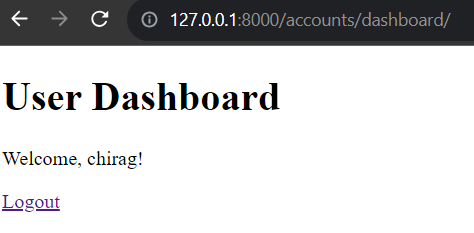 127.0.0.1:8000/accounts/dashboard/
User Dashboard
Welcome, chirag!
Logout